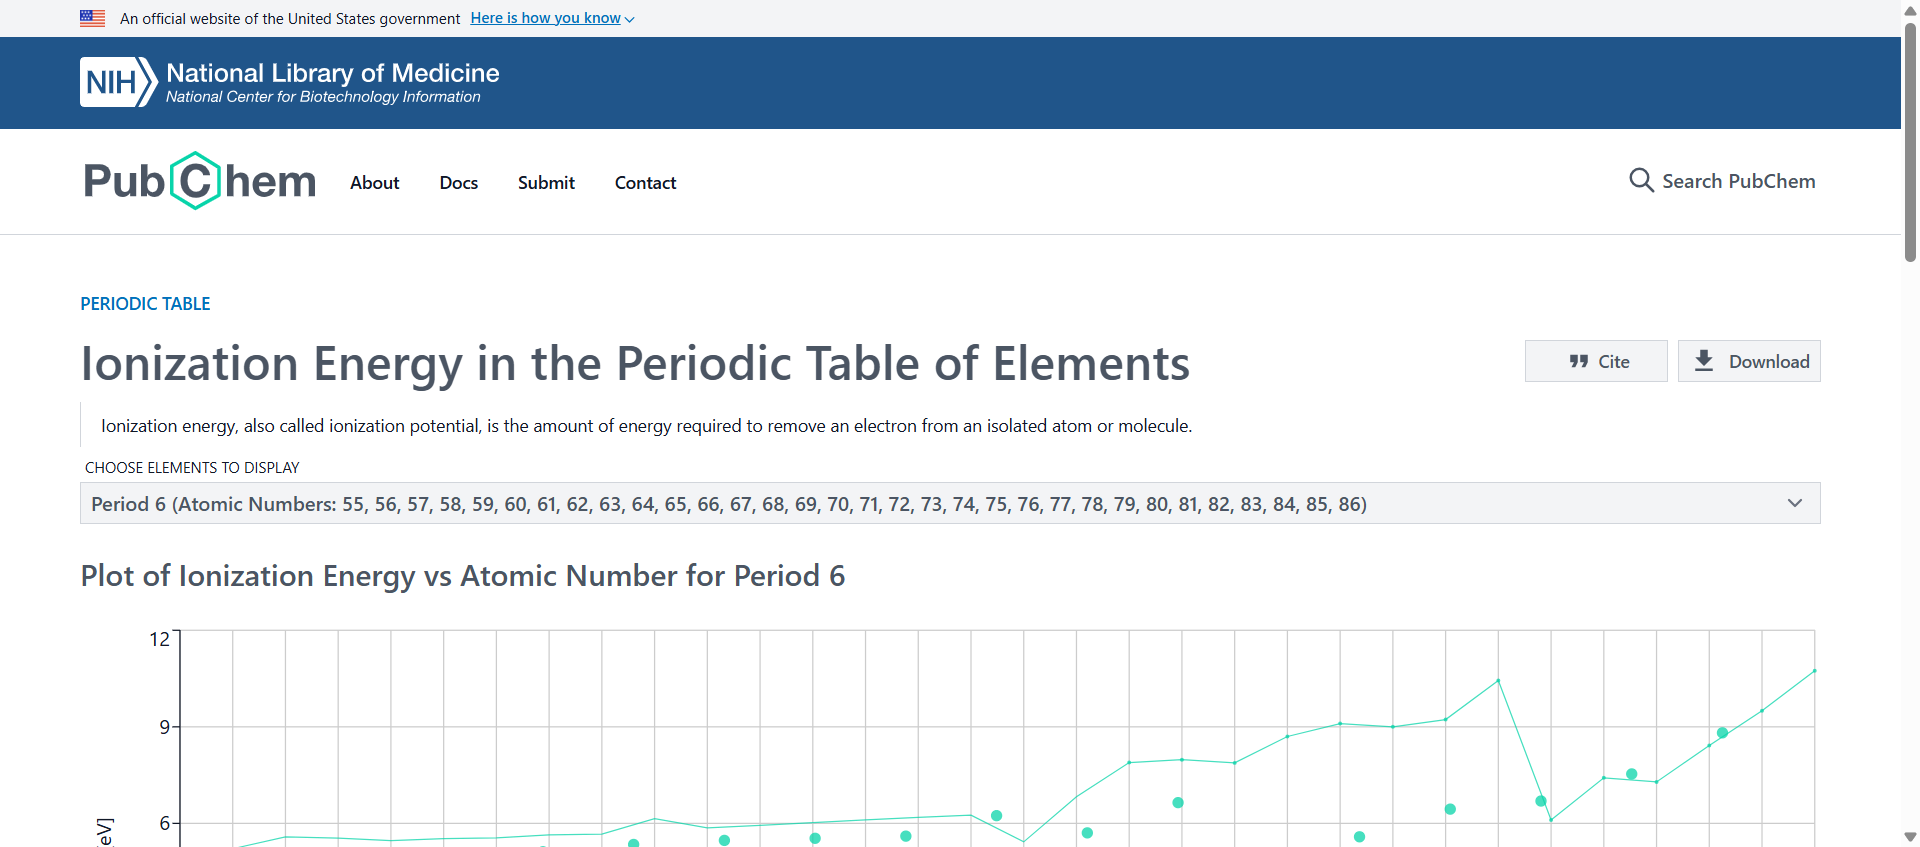 An official website of the United States government Here is how you know
NIH National Library of Medicine
National Center for Biotechnology Information
PubChem About Docs Submit Contact Search PubChem
PERIODIC TABLE
Ionization Energy in the Periodic Table of Elements
Cite Download
Ionization energy, also called ionization potential, is the amount of energy required to remove an electron from an isolated atom or molecule.
CHOOSE ELEMENTS TO DISPLAY
Period 6 (Atomic Numbers: 55, 56, 57, 58, 59, 60, 61, 62, 63, 64, 65, 66, 67, 68, 69, 70, 71, 72, 73, 74, 75, 76, 77, 78, 79, 80, 81, 82, 83, 84, 85, 86)
Plot of Ionization Energy vs Atomic Number for Period 6
12
9
6
eV]